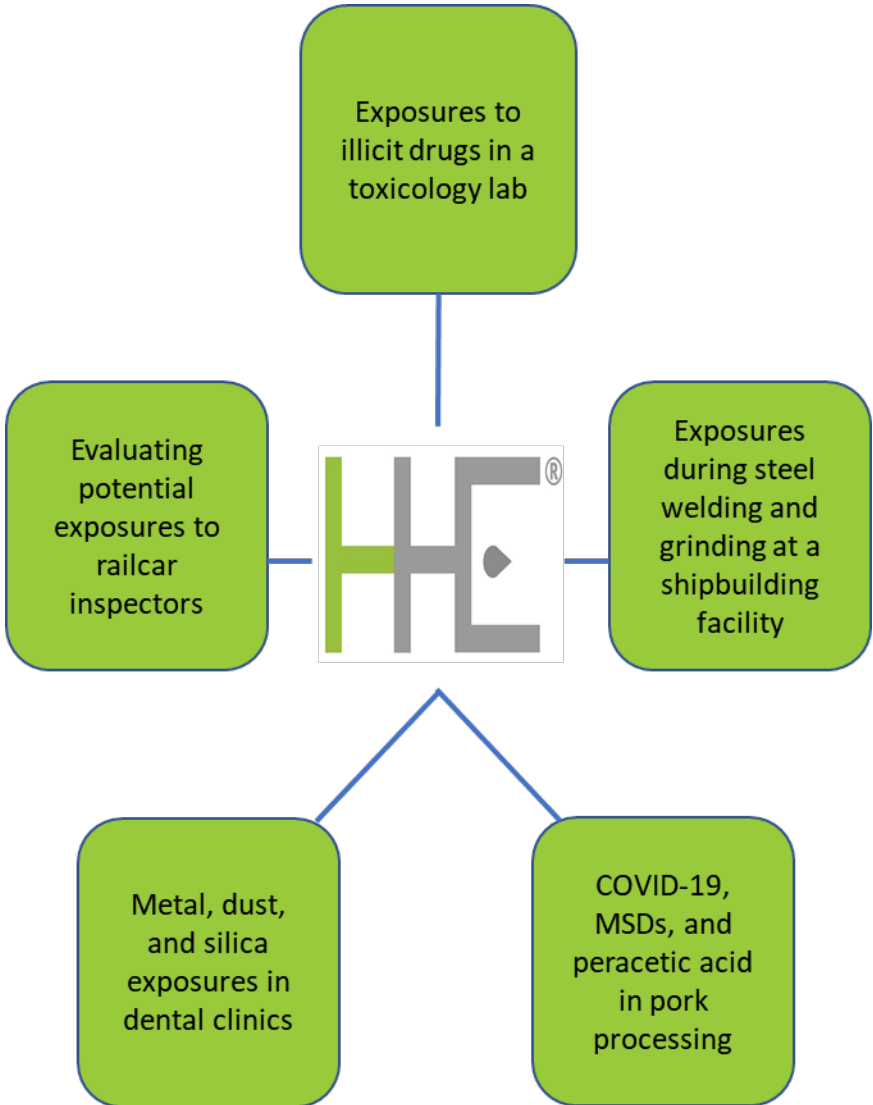 Exposures to
illicit drugs in a
toxicology lab
Evaluating
potential
exposures to
railcar
inspectors
HHE®
Exposures
during steel
welding and
grinding at a
shipbuilding
facility
Metal, dust,
and silica
exposures in
dental clinics
COVID-19,
MSDs, and
peracetic acid
in pork
processing